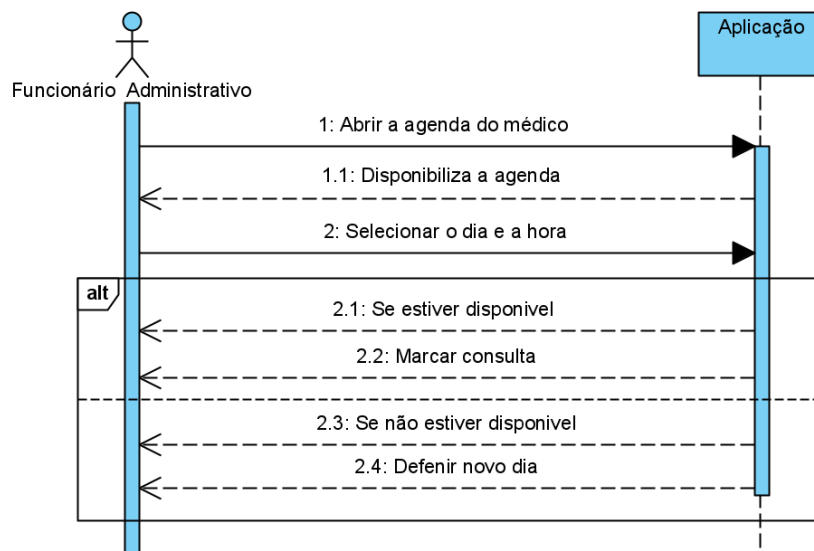 Aplicação
Funcionário Administrativo
1: Abrir a agenda do médico
1.1: Disponibiliza a agenda
2: Selecionar o dia e a hora
alt
2.1: Se estiver disponivel
2.2: Marcar consulta
2.3: Se não estiver disponivel
2.4: Defenir novo dia